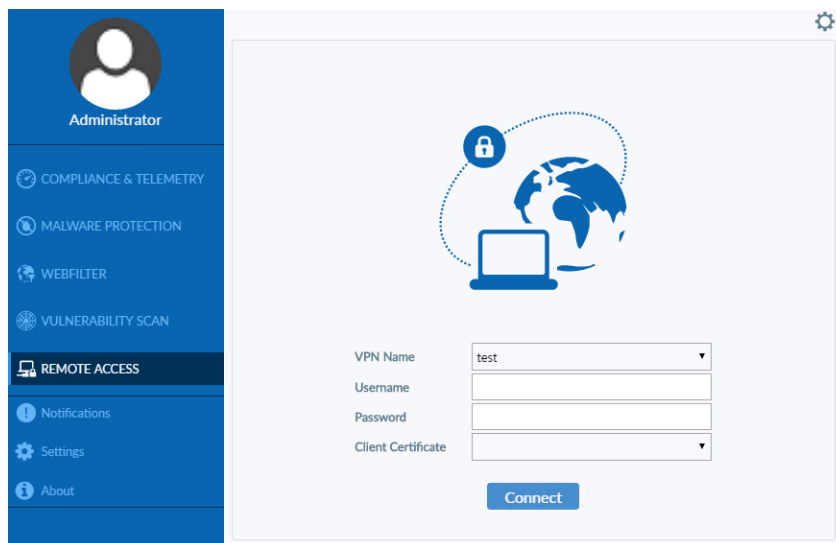 Administrator
COMPLIANCE & TELEMETRY
MALWARE PROTECTION
WEBFILTER
VULNERABILITY SCAN
REMOTE ACCESS
Notifications
Settings
About
VPN Name
test
Username
Password
Client Certificate
Connect